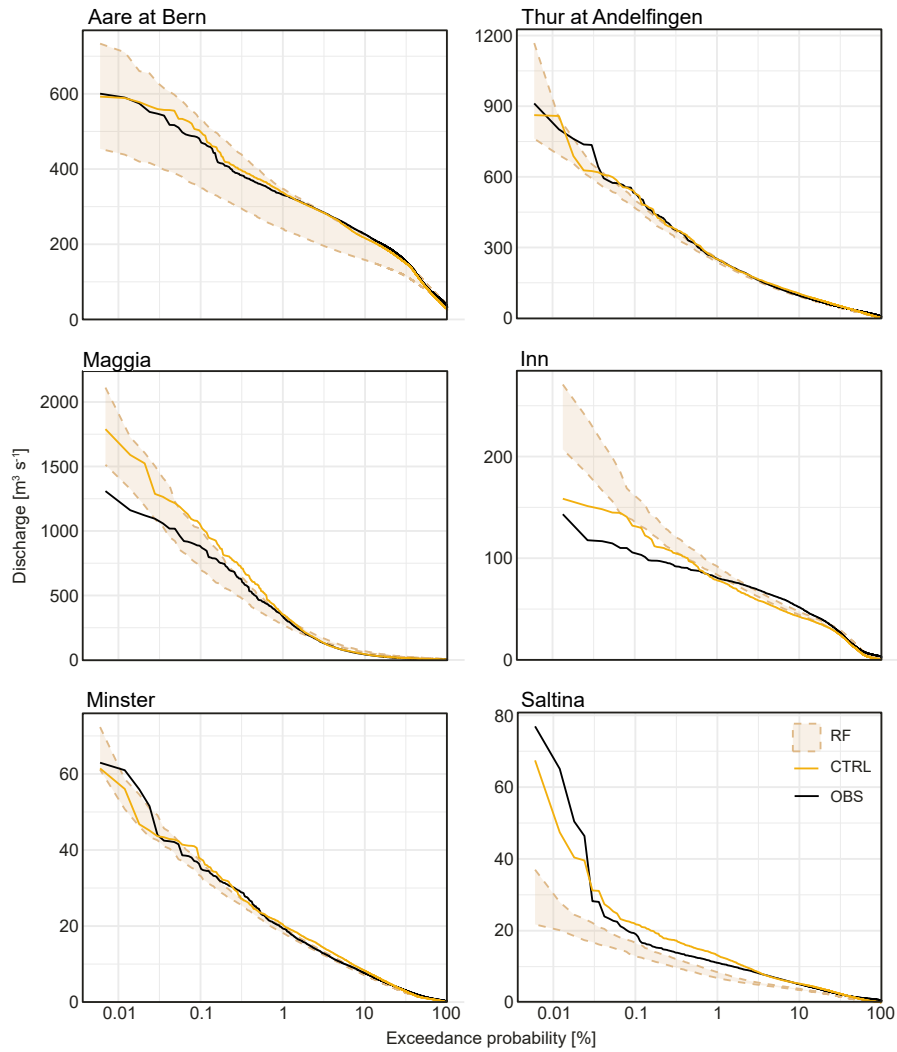 Aare at Bern
Thur at Andelfingen
600
400
200
0
1200
900
600
300
0
Maggia
Inn
2000
1500
1000
500
0
200
100
0
Discharge [m³ s⁻¹]
Minster
Saltina
60
40
20
0
80
60
40
20
0
RF
CTRL
OBS
0.01 0.1 1 10 100
0.01 0.1 1 10 100
Exceedance probability [%]